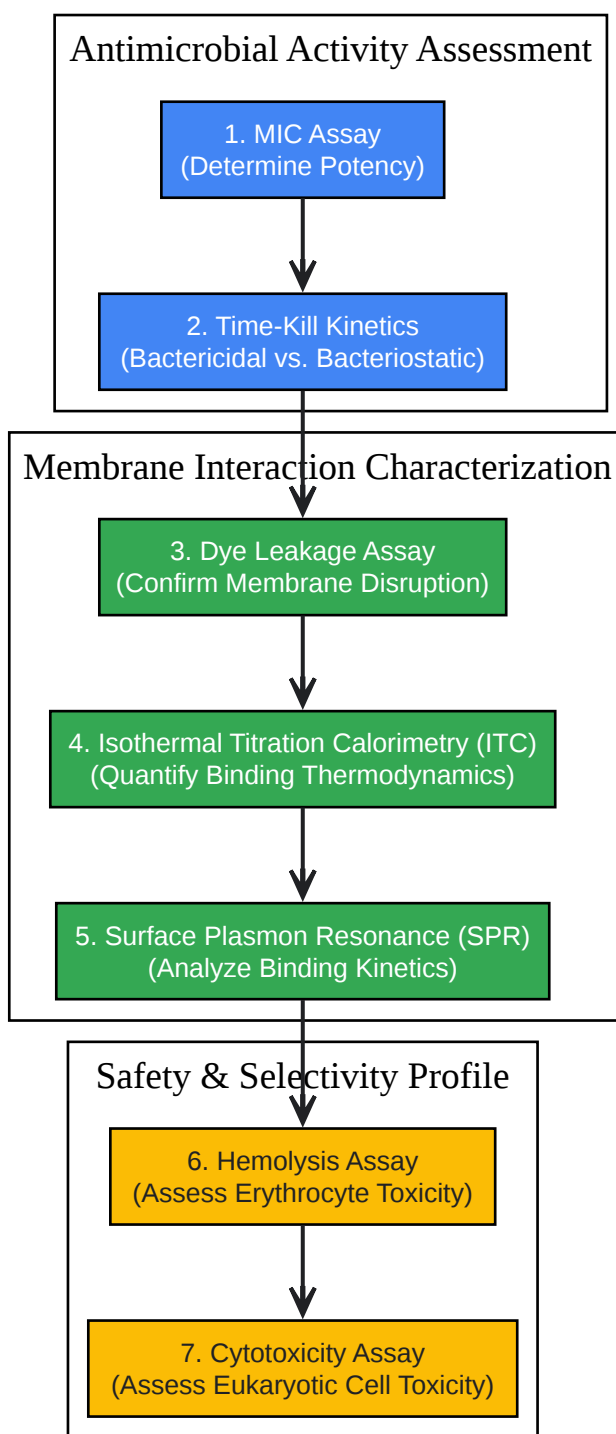 Antimicrobial Activity Assessment
1. MIC Assay
(Determine Potency)
2. Time-Kill Kinetics
(Bactericidal vs. Bacteriostatic)
Membrane Interaction Characterization
3. Dye Leakage Assay
(Confirm Membrane Disruption)
4. Isothermal Titration Calorimetry (ITC)
(Quantify Binding Thermodynamics)
5. Surface Plasmon Resonance (SPR)
(Analyze Binding Kinetics)
Safety & Selectivity Profile
6. Hemolysis Assay
(Assess Erythrocyte Toxicity)
7. Cytotoxicity Assay
(Assess Eukaryotic Cell Toxicity)